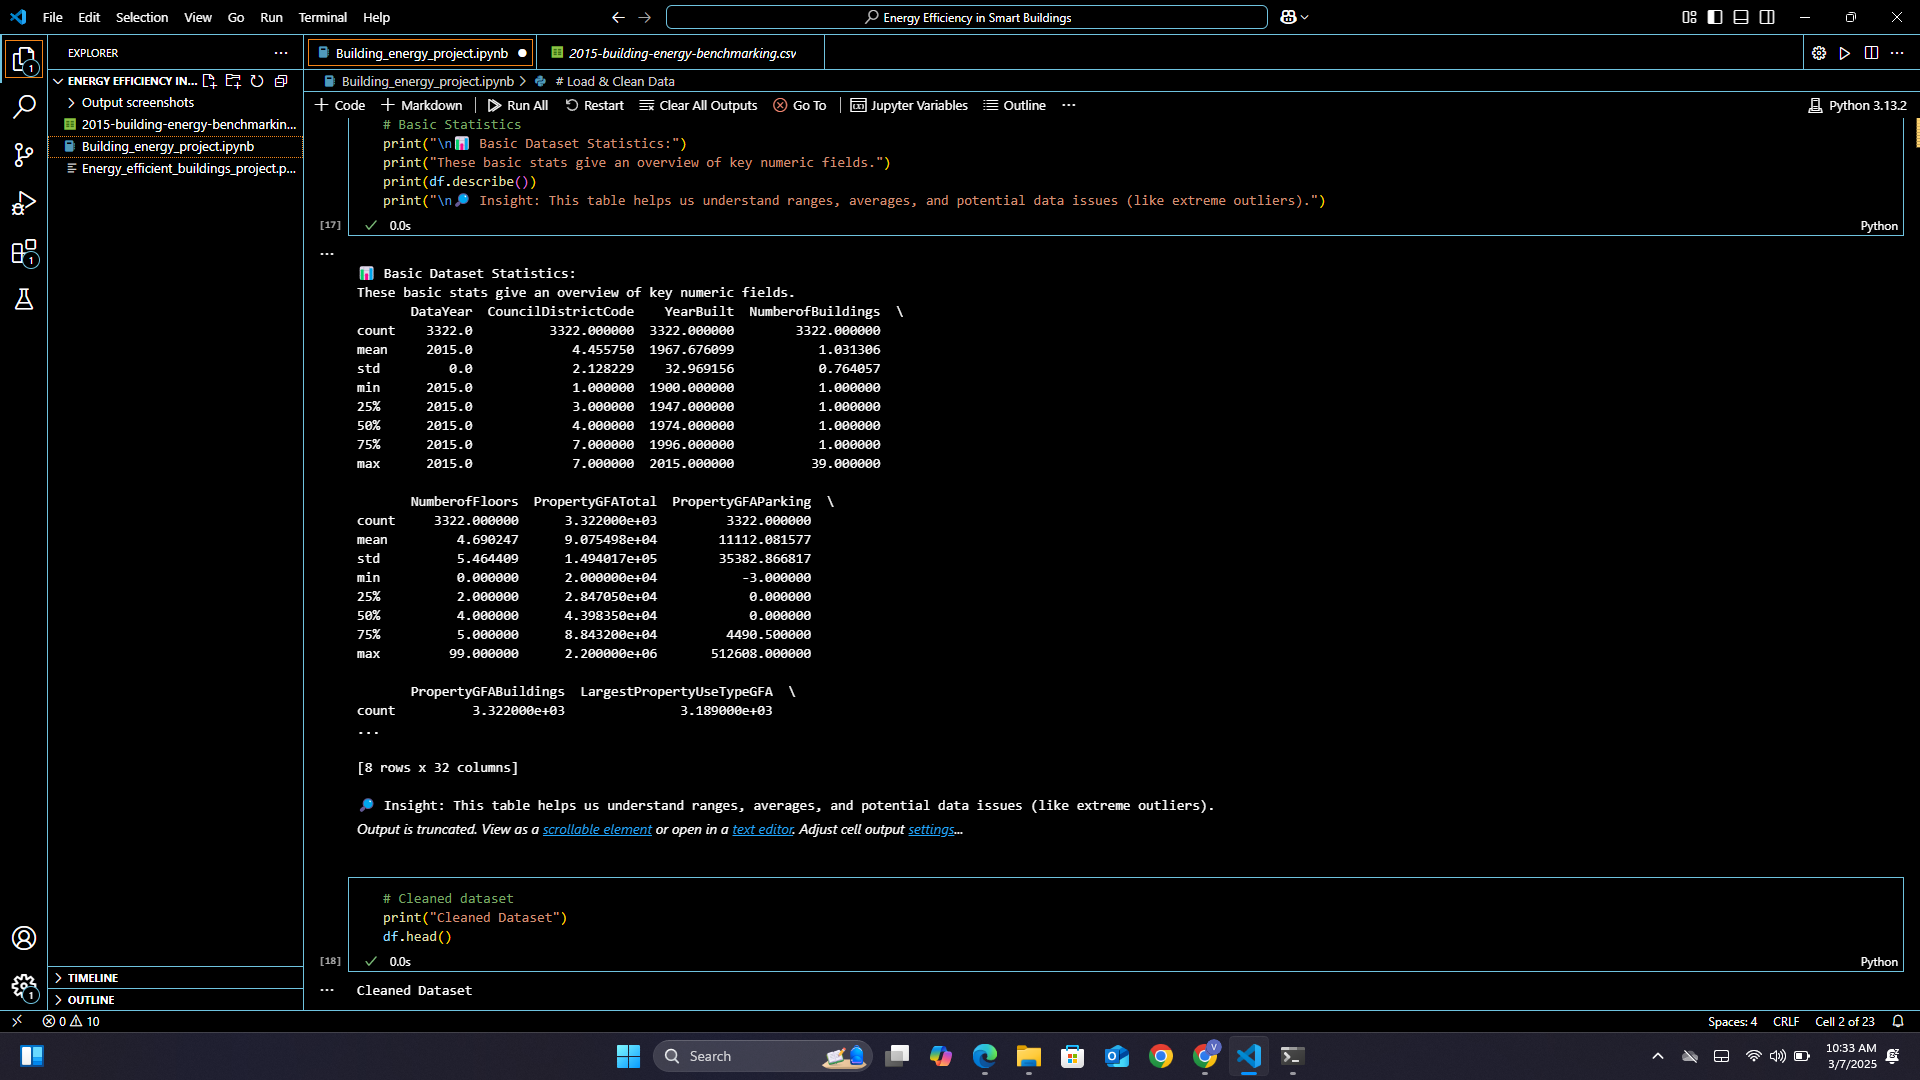 File Edit Selection View Go Run Terminal Help
Energy Efficiency in Smart Buildings
EXPLORER
ENERGY EFFICIENCY IN...
Output screenshots
2015-building-energy-benchmarkin...
Building_energy_project.ipynb
Energy_efficient_buildings_project.p...
TIMELINE
OUTLINE
Building_energy_project.ipynb
2015-building-energy-benchmarking.csv
Building_energy_project.ipynb > # Load & Clean Data
Code Markdown Run All Restart Clear All Outputs Go To Jupyter Variables Outline ... Python 3.13.2
# Basic Statistics
print("\n📊 Basic Dataset Statistics:")
print("These basic stats give an overview of key numeric fields.")
print(df.describe())
print("\n🔎 Insight: This table helps us understand ranges, averages, and potential data issues (like extreme outliers).")
[17] 0.0s Python
📊 Basic Dataset Statistics:
These basic stats give an overview of key numeric fields.
DataYear CouncilDistrictCode YearBuilt NumberofBuildings \
count 3322.0 3322.000000 3322.000000 3322.000000
mean 2015.0 4.455750 1967.676099 1.031306
std 0.0 2.128229 32.969156 0.764057
min 2015.0 1.000000 1900.000000 1.000000
25% 2015.0 3.000000 1947.000000 1.000000
50% 2015.0 4.000000 1974.000000 1.000000
75% 2015.0 7.000000 1996.000000 1.000000
max 2015.0 7.000000 2015.000000 39.000000
NumberofFloors PropertyGFATotal PropertyGFAParking \
count 3322.000000 3.322000e+03 3322.000000
mean 4.690247 9.075498e+04 11112.081577
std 5.464409 1.494017e+05 35382.866817
min 0.000000 2.000000e+04 -3.000000
25% 2.000000 2.847050e+04 0.000000
50% 4.000000 4.398350e+04 0.000000
75% 5.000000 8.843200e+04 4490.500000
max 99.000000 2.200000e+06 512608.000000
PropertyGFABuildings LargestPropertyUseTypeGFA \
count 3.322000e+03 3.189000e+03
...
[8 rows x 32 columns]
🔎 Insight: This table helps us understand ranges, averages, and potential data issues (like extreme outliers).
Output is truncated. View as a scrollable element or open in a text editor. Adjust cell output settings...
# Cleaned dataset
print("Cleaned Dataset")
df.head()
[18] 0.0s Python
Cleaned Dataset
0 10 Spaces: 4 CRLF Cell 2 of 23
Search
10:33 AM
3/7/2025